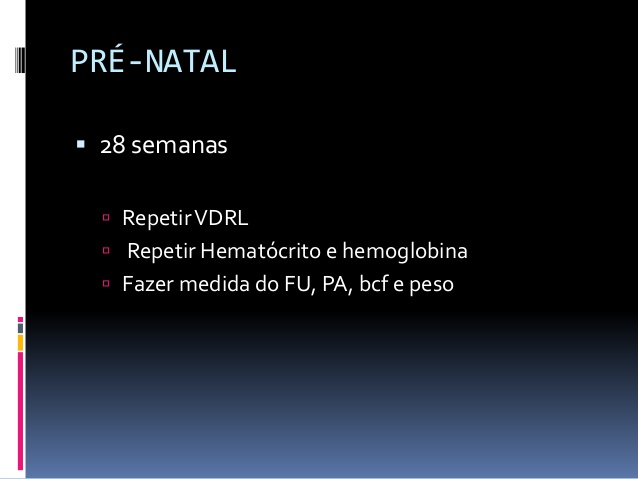 PRÉ-NATAL
28 semanas
Repetir VDRL
Repetir Hematócrito e hemoglobina
Fazer medida do FU, PA, bcf e peso